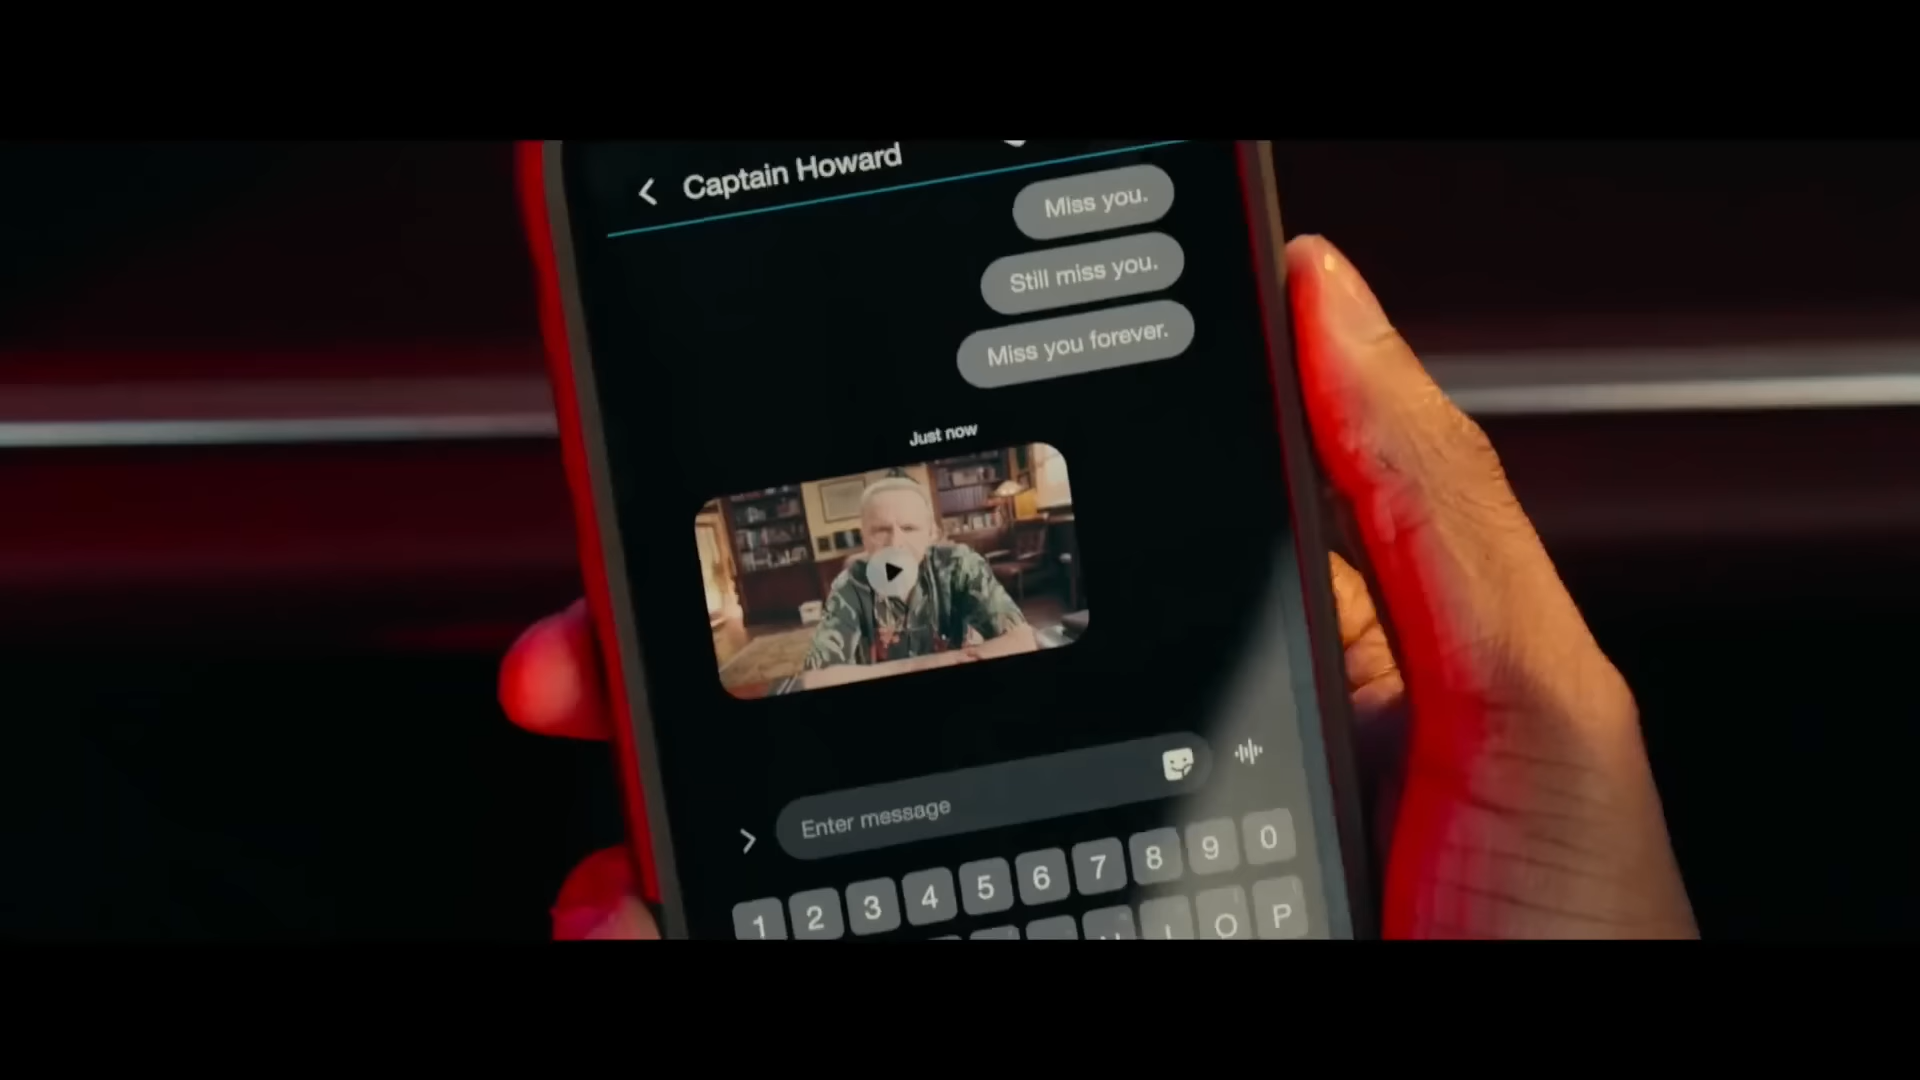 Captain Howard
Miss you.
Still miss you.
Miss you forever.
Just now
Enter message
1 2 3 4 5 6 7 8 9 0
O P